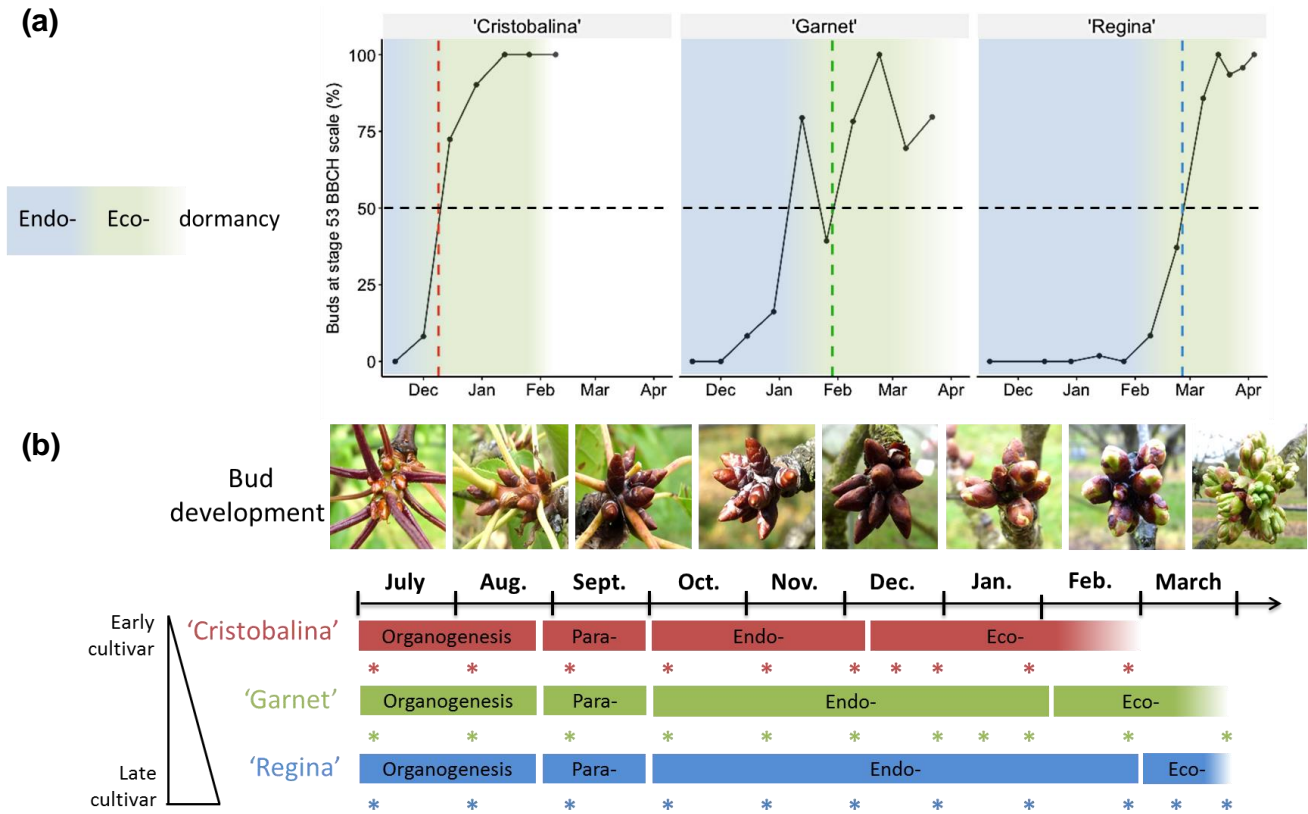 (a)
'Cristobalina'
'Garnet'
'Regina'
Buds at stage 53 BBCH scale (%)
100
75
50
25
0
Dec Jan Feb Mar Apr
Dec Jan Feb Mar Apr
Dec Jan Feb Mar Apr
Endo- Eco- dormancy
(b)
Bud
development
July Aug. Sept. Oct. Nov. Dec. Jan. Feb. March
Early
cultivar
‘Cristobalina’
Organogenesis Para- Endo- Eco-
* * * * * * * * * *
‘Garnet’
Organogenesis Para- Endo- Eco-
* * * * * * * * * * *
Late
cultivar
‘Regina’
Organogenesis Para- Endo- Eco-
* * * * * * * * * * *